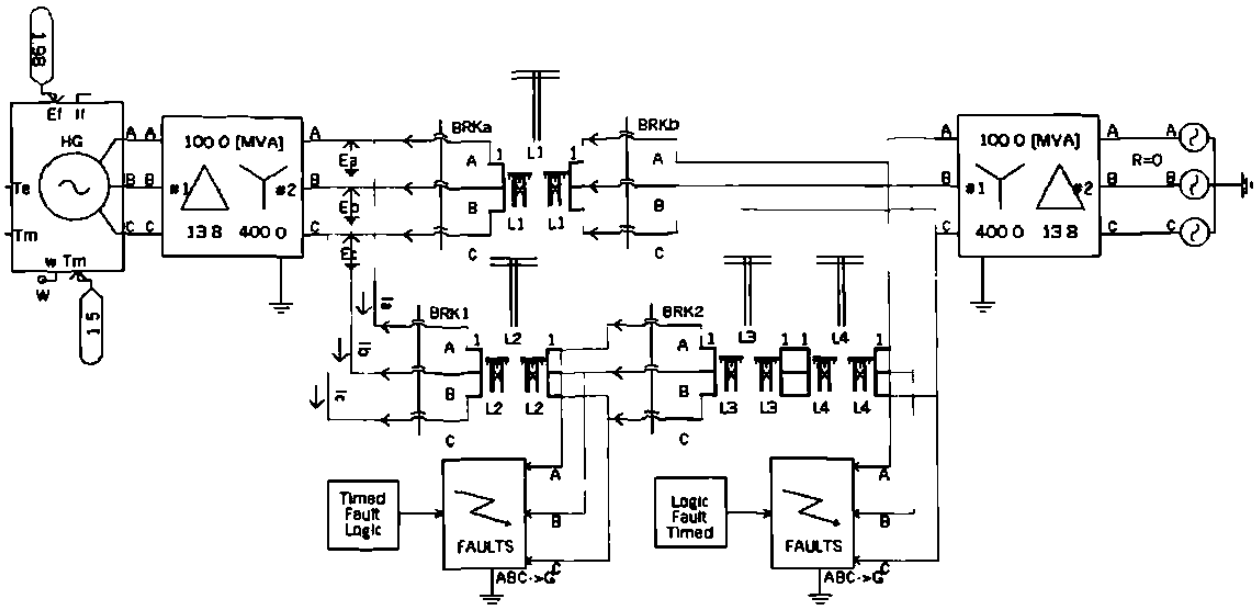 1.98
Ef If
HG
Te
Tm
w Tm
W
1.5
A A
B B
C C
100 0 [MVA]
#1 #2
13 8 400 0
A
B
C
Ea
Eb
Ec
BRKa
A
B
C
1 L1 1
L1 L1
BRKb
A
B
C
A
B
C
100 0 [MVA]
#1 #2
400 0 13 8
A A
B B
C C
R=0
BRK1
A
B
C
1 L2 1
L2 L2
BRK2
A
B
C
1 L3 1 1 L4 1
L3 L3 L4 L4
Timed
Fault
Logic
FAULTS
A
B
C
ABC->G
Logic
Fault
Timed
FAULTS
A
B
C
ABC->G